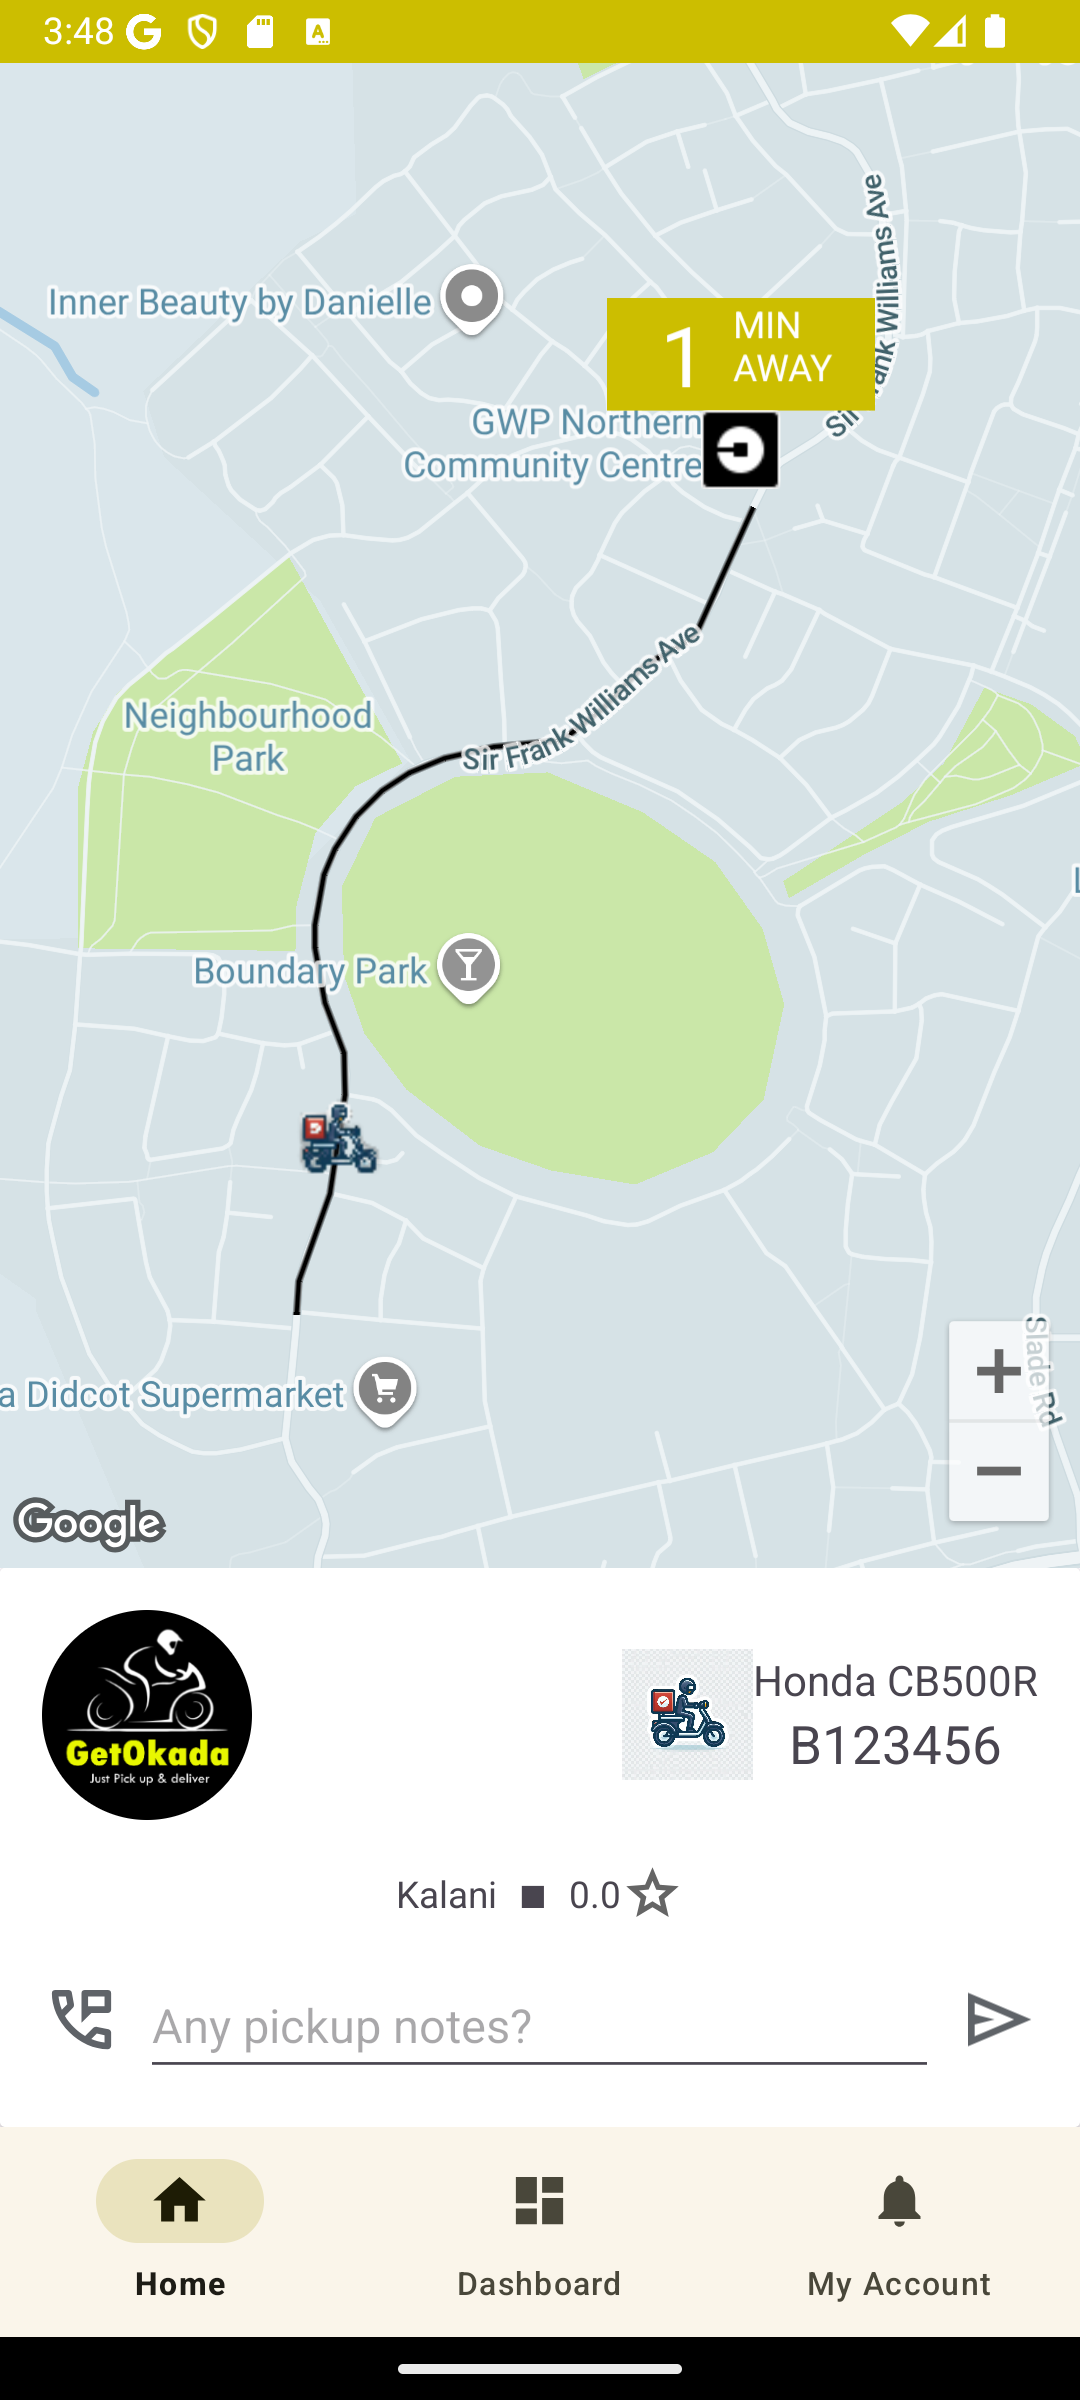 3:48
Sir Frank Williams Ave
Inner Beauty by Danielle
1 MIN
AWAY
GWP Northern
Community Centre
Sir Frank Williams Ave
Neighbourhood
Park
Boundary Park
a Didcot Supermarket
Slade Rd
Google
GetOkada
Just Pick up & deliver
Honda CB500R
B123456
Kalani ■ 0.0
Any pickup notes?
Home
Dashboard
My Account